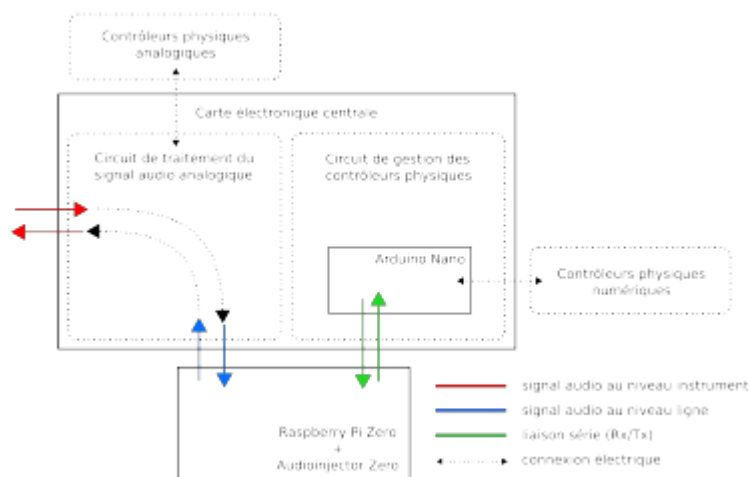 Contrôleurs physiques
analogiques
Carte électronique centrale
Circuit de traitement du
signal audio analogique
Circuit de gestion des
contrôleurs physiques
Arduino Nano
Contrôleurs physiques
numériques
Raspberry Pi Zero
+
Audioinjector Zero
signal audio au niveau instrument
signal audio au niveau ligne
liaison série (Rx/Tx)
connexion électrique